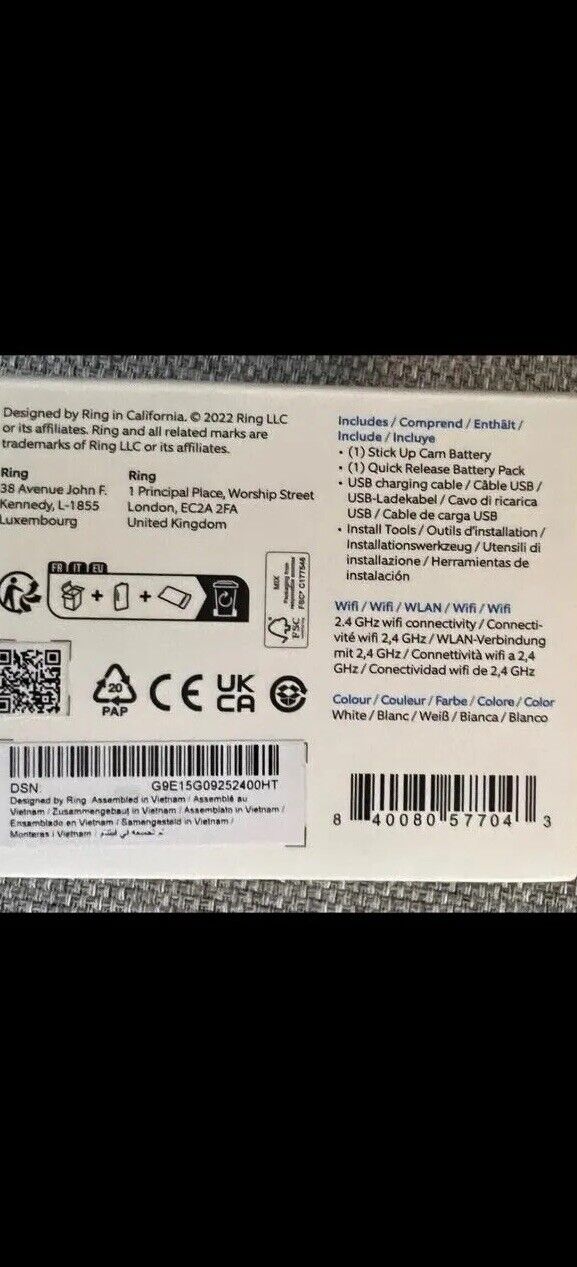 Designed by Ring in California. © 2022 Ring LLC
or its affiliates. Ring and all related marks are
trademarks of Ring LLC or its affiliates.
Ring
38 Avenue John F.
Kennedy, L-1855
Luxembourg
Ring
1 Principal Place, Worship Street
London, EC2A 2FA
United Kingdom
FR IT EU
MIX
Packaging from
responsible sources
FSC® C177546
FSC
20
PAP
CE
UK
CA
DSN:
G9E15G09252400HT
Designed by Ring Assembled in Vietnam / Assemblé au
Vietnam / Zusammengebaut in Vietnam / Assemblato in Vietnam /
Ensamblado en Vietnam / Samengesteld in Vietnam /
Monteras i Vietnam /
Includes / Comprend / Enthält /
Include / Incluye
• (1) Stick Up Cam Battery
• (1) Quick Release Battery Pack
• USB charging cable / Câble USB /
USB-Ladekabel / Cavo di ricarica
USB / Cable de carga USB
• Install Tools / Outils d'installation /
Installationswerkzeug / Utensili di
installazione / Herramientas de
instalación
Wifi / Wifi / WLAN / Wifi / Wifi
2.4 GHz wifi connectivity / Connecti-
vité wifi 2,4 GHz / WLAN-Verbindung
mit 2,4 GHz / Connettività wifi a 2,4
GHz / Conectividad wifi de 2,4 GHz
Colour / Couleur / Farbe / Colore / Color
White / Blanc / Weiß / Bianca / Blanco
8 40080 57704 3